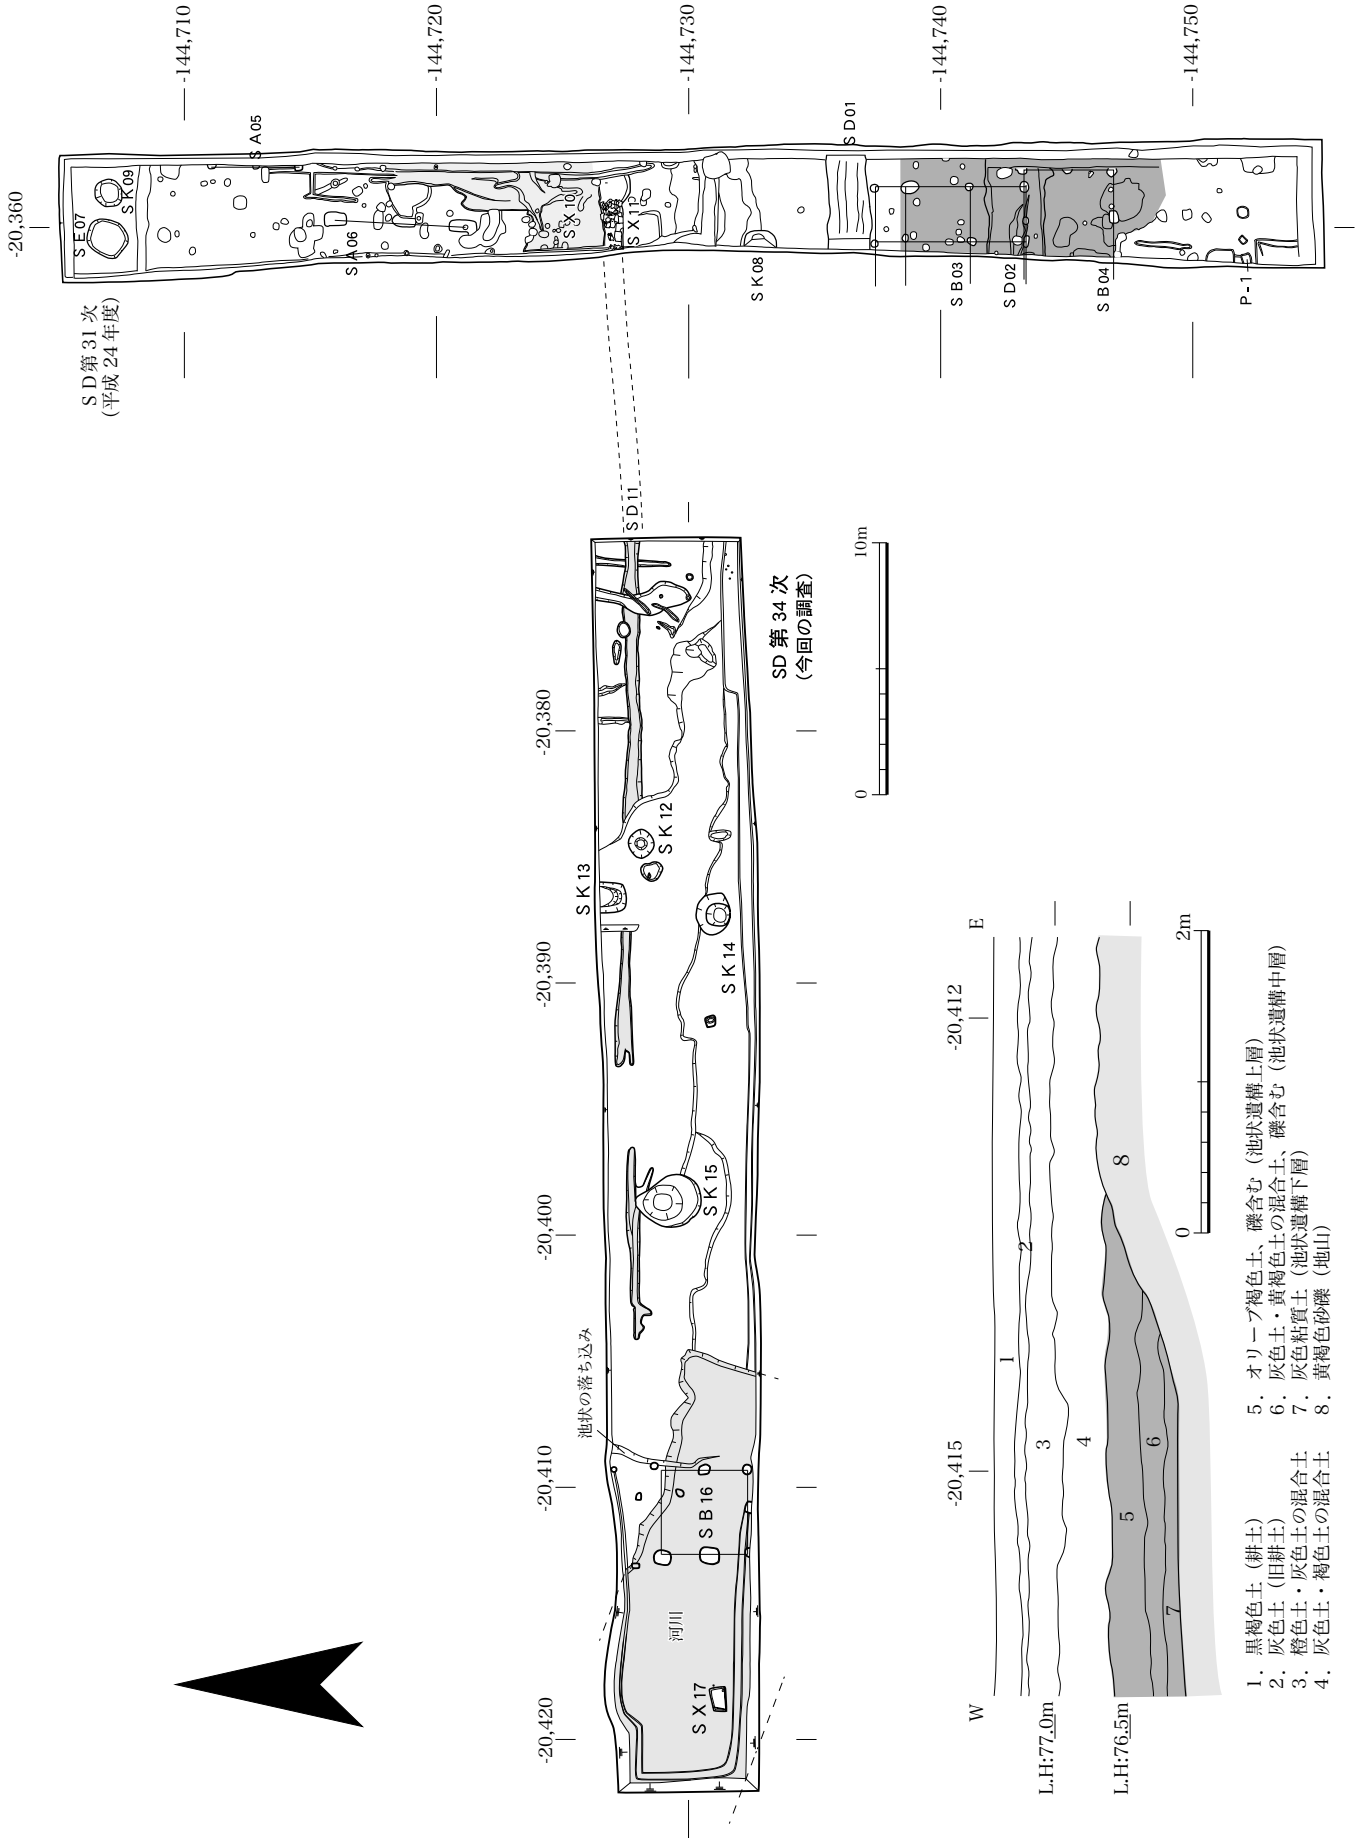 -144,710
-144,720
-144,730
-144,740
-144,750
-20,360
S E 07
S K 09
S A 05
S A 06
S X 10
S X 11
S K 08
S D 01
S B 03
S D 02
S B 04
P - 1
S D第 31 次
(平成 24 年度)
S D 11
SD 第 34 次
(今回の調査)
0
10m
-20,380
-20,390
-20,400
-20,410
-20,420
S K 12
S K 13
S K 14
S K 15
池状の落ち込み
S B 16
河川
S X 17
W
E
-20,415
-20,412
L.H:77.0m
L.H:76.5m
1
2
3
4
5
6
7
8
0
2m
1. 黒褐色土（耕土）
2. 灰色土（旧耕土）
3. 橙色土・灰色土の混合土
4. 灰色土・褐色土の混合土
5. オリーブ褐色土、礫含む（池状遺構上層）
6. 灰色土・黄褐色土の混合土、礫含む（池状遺構中層）
7. 灰色粘質土（池状遺構下層）
8. 黄褐色砂礫（地山）